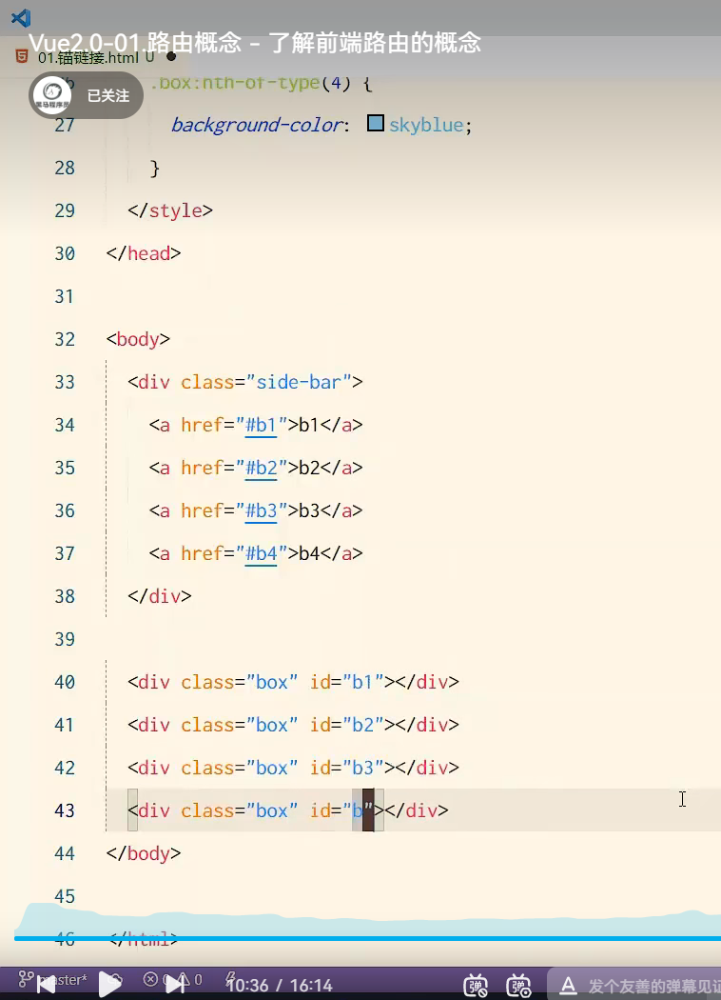 Vue2.0-01.路由概念 - 了解前端路由的概念
01.锚链接.html U
已关注
.box:nth-of-type(4) {
27 background-color: skyblue;
28 }
29 </style>
30 </head>
31
32 <body>
33 <div class="side-bar">
34 <a href="#b1">b1</a>
35 <a href="#b2">b2</a>
36 <a href="#b3">b3</a>
37 <a href="#b4">b4</a>
38 </div>
39
40 <div class="box" id="b1"></div>
41 <div class="box" id="b2"></div>
42 <div class="box" id="b3"></div>
43 <div class="box" id="b"></div>
44 </body>
45
46 </html>
master* 0 10:36 / 16:14 弹 弹 A 发个友善的弹幕见证